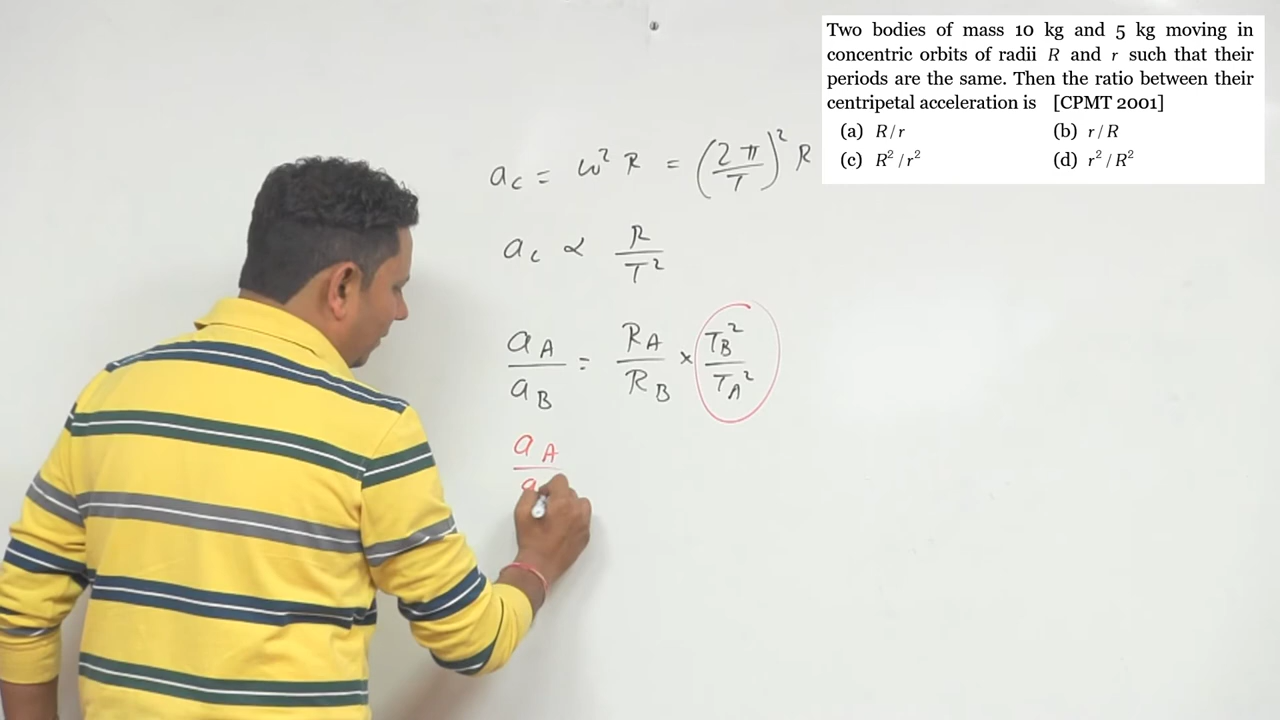 Two bodies of mass 10 kg and 5 kg moving in
concentric orbits of radii R and r such that their
periods are the same. Then the ratio between their
centripetal acceleration is [CPMT 2001]
(a) R/r (b) r/R
(c) R²/r² (d) r²/R²
a_c = ω² R = (2π/T)² R
a_c ∝ R/T²
a_A/a_B = R_A/R_B × T_B²/T_A²
a_A/a